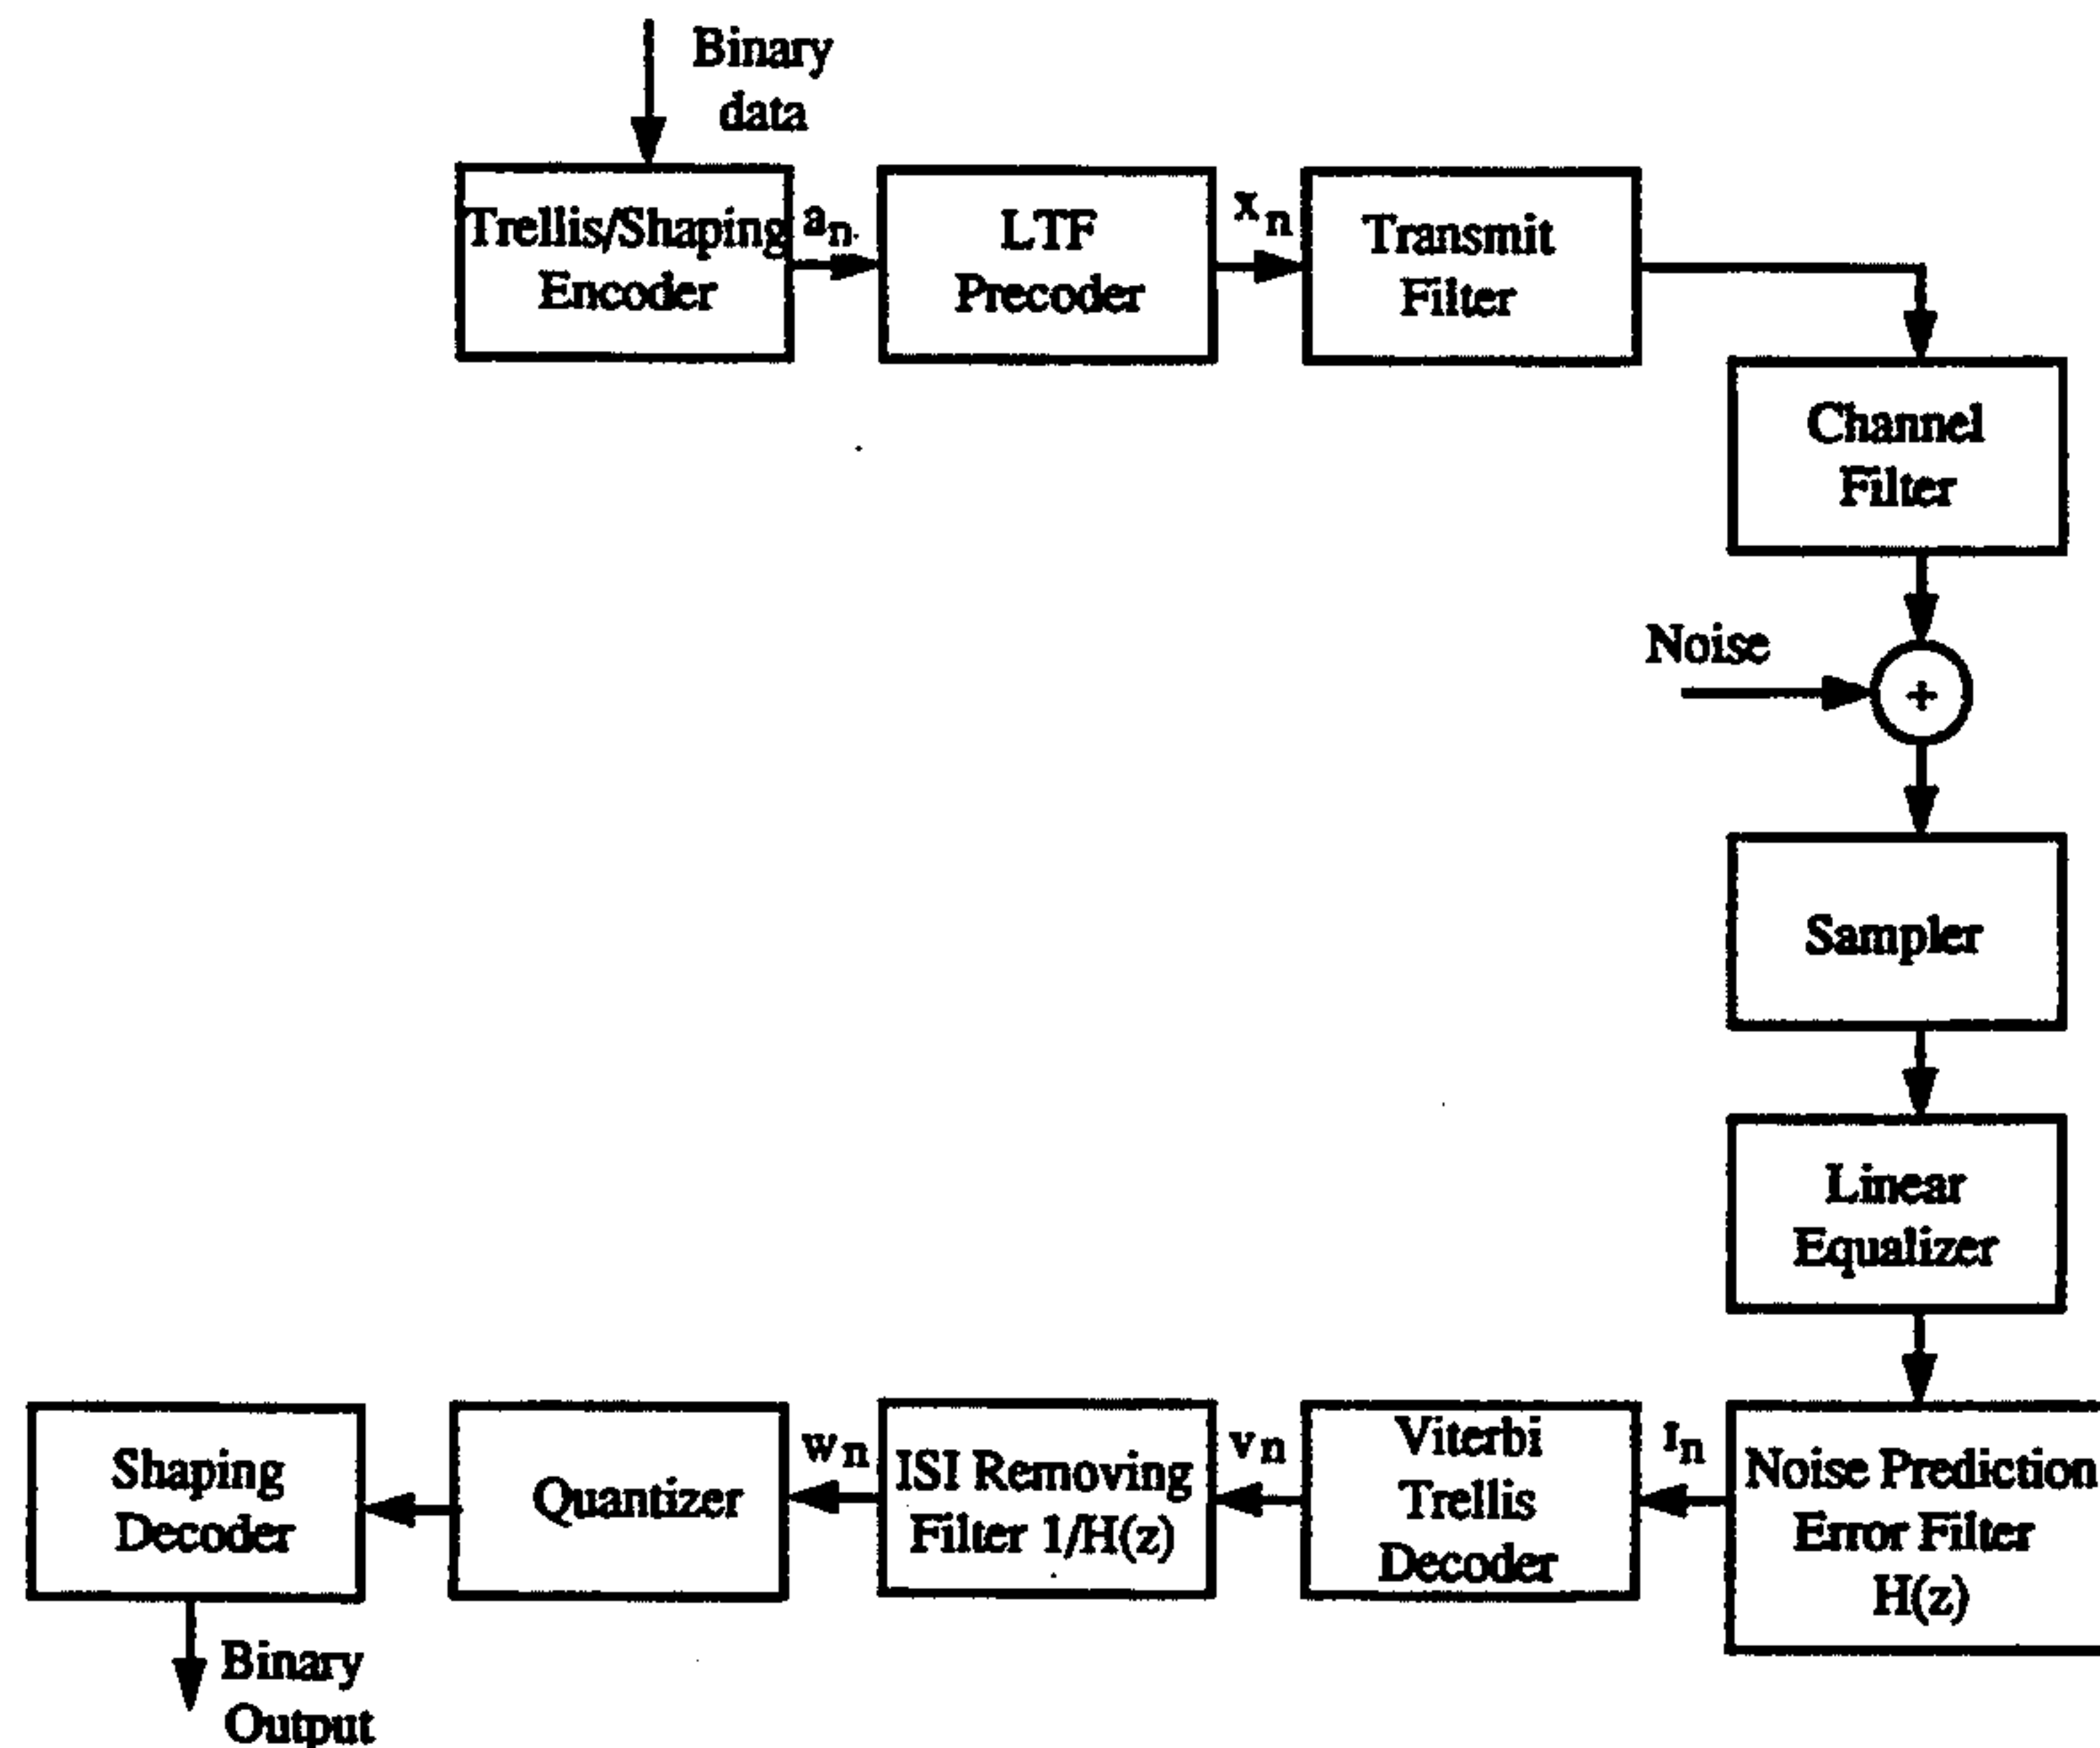 Binary
data
Trellis/Shaping
Encoder
an
LTF
Precoder
xn
Transmit
Filter
Channel
Filter
Noise
+
Sampler
Linear
Equalizer
Noise Prediction
Error Filter
H(z)
rn
Viterbi
Trellis
Decoder
vn
ISI Removing
Filter 1/H(z)
wn
Quantizer
Shaping
Decoder
Binary
Output